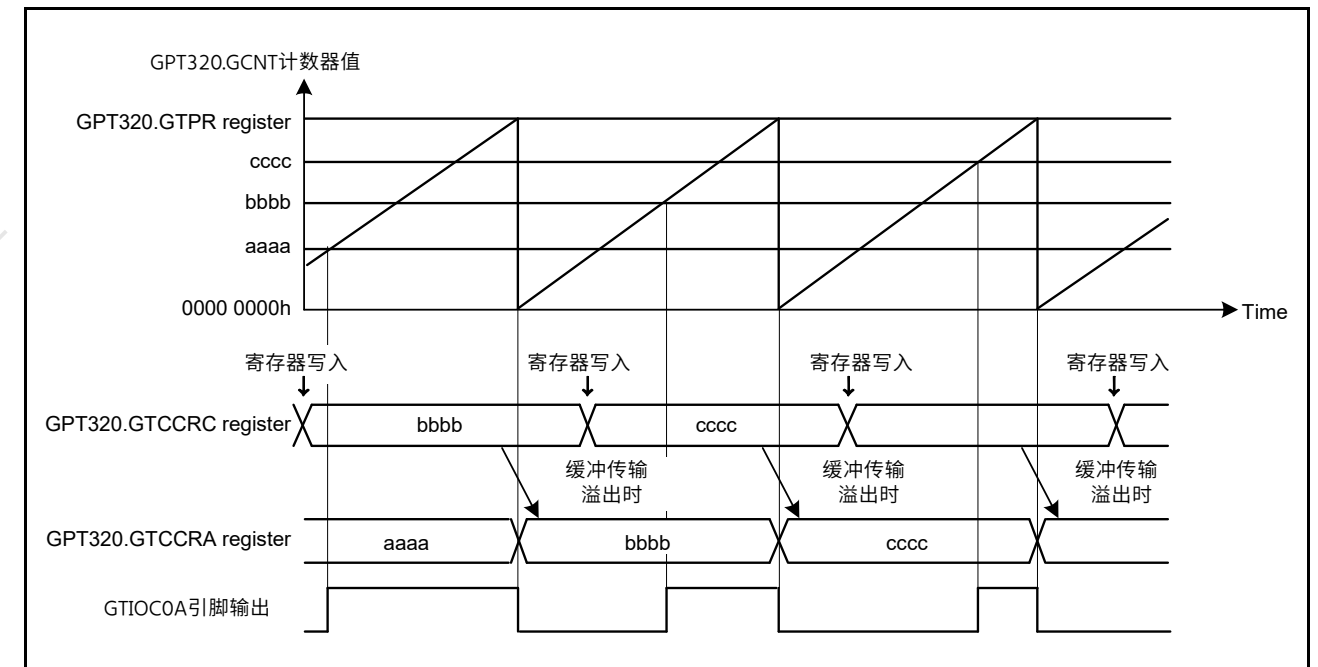 GPT320.GCNT计数器值
GPT320.GTPR register
cccc
bbbb
aaaa
0000 0000h
Time
寄存器写入 寄存器写入 寄存器写入 寄存器写入
GPT320.GTCCRC register bbbb cccc
缓冲传输 缓冲传输 缓冲传输
溢出时 溢出时 溢出时
GPT320.GTCCRA register aaaa bbbb cccc
GTIOC0A引脚输出